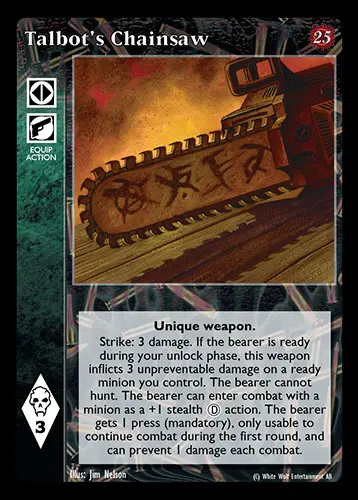 Talbot's Chainsaw
25
EQUIP
ACTION
Unique weapon.
Strike: 3 damage. If the bearer is ready
during your unlock phase, this weapon
inflicts 3 unpreventable damage on a ready
minion you control. The bearer cannot
hunt. The bearer can enter combat with a
minion as a +1 stealth Ⓓ action. The bearer
gets 1 press (mandatory), only usable to
continue combat during the first round, and
can prevent 1 damage each combat.
3
Illus: Jim Nelson
(C) White Wolf Entertainment AB